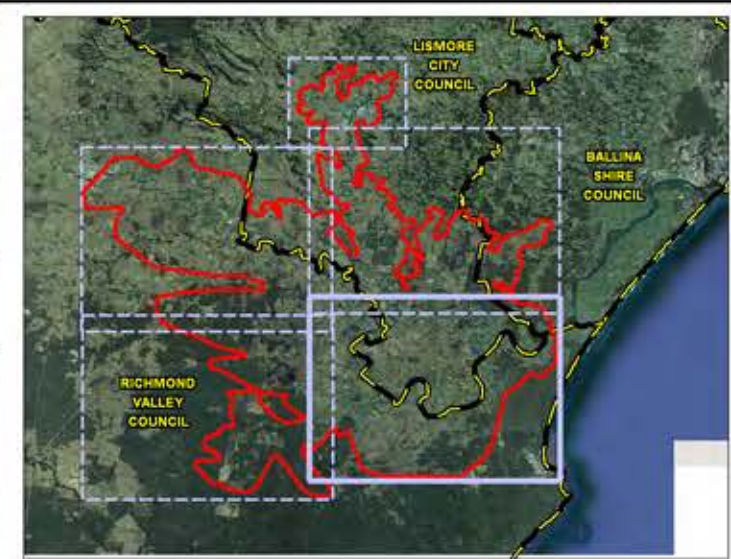 LISMORE
CITY
COUNCIL
BALLINA
SHIRE
COUNCIL
RICHMOND
VALLEY
COUNCIL